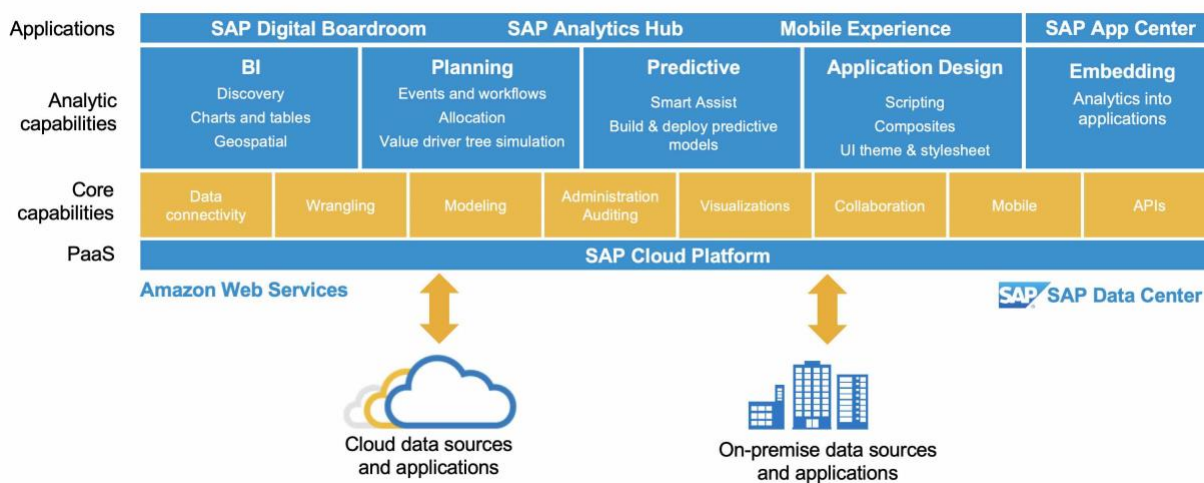 Applications
SAP Digital Boardroom SAP Analytics Hub Mobile Experience SAP App Center
Analytic
capabilities
BI
Discovery
Charts and tables
Geospatial
Planning
Events and workflows
Allocation
Value driver tree simulation
Predictive
Smart Assist
Build & deploy predictive
models
Application Design
Scripting
Composites
UI theme & stylesheet
Embedding
Analytics into
applications
Core
capabilities
Data
connectivity
Wrangling
Modeling
Administration
Auditing
Visualizations
Collaboration
Mobile
APIs
PaaS
SAP Cloud Platform
Amazon Web Services
SAP SAP Data Center
Cloud data sources
and applications
On-premise data sources
and applications